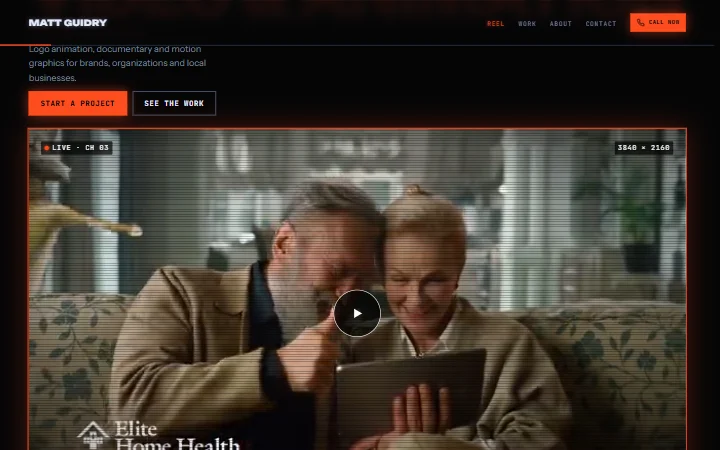 MATT GUIDRY
REEL WORK ABOUT CONTACT CALL NOW
Logo animation, documentary and motion
graphics for brands, organizations and local
businesses.
START A PROJECT SEE THE WORK
LIVE · CH 03 3840 × 2160
Elite
Home Health